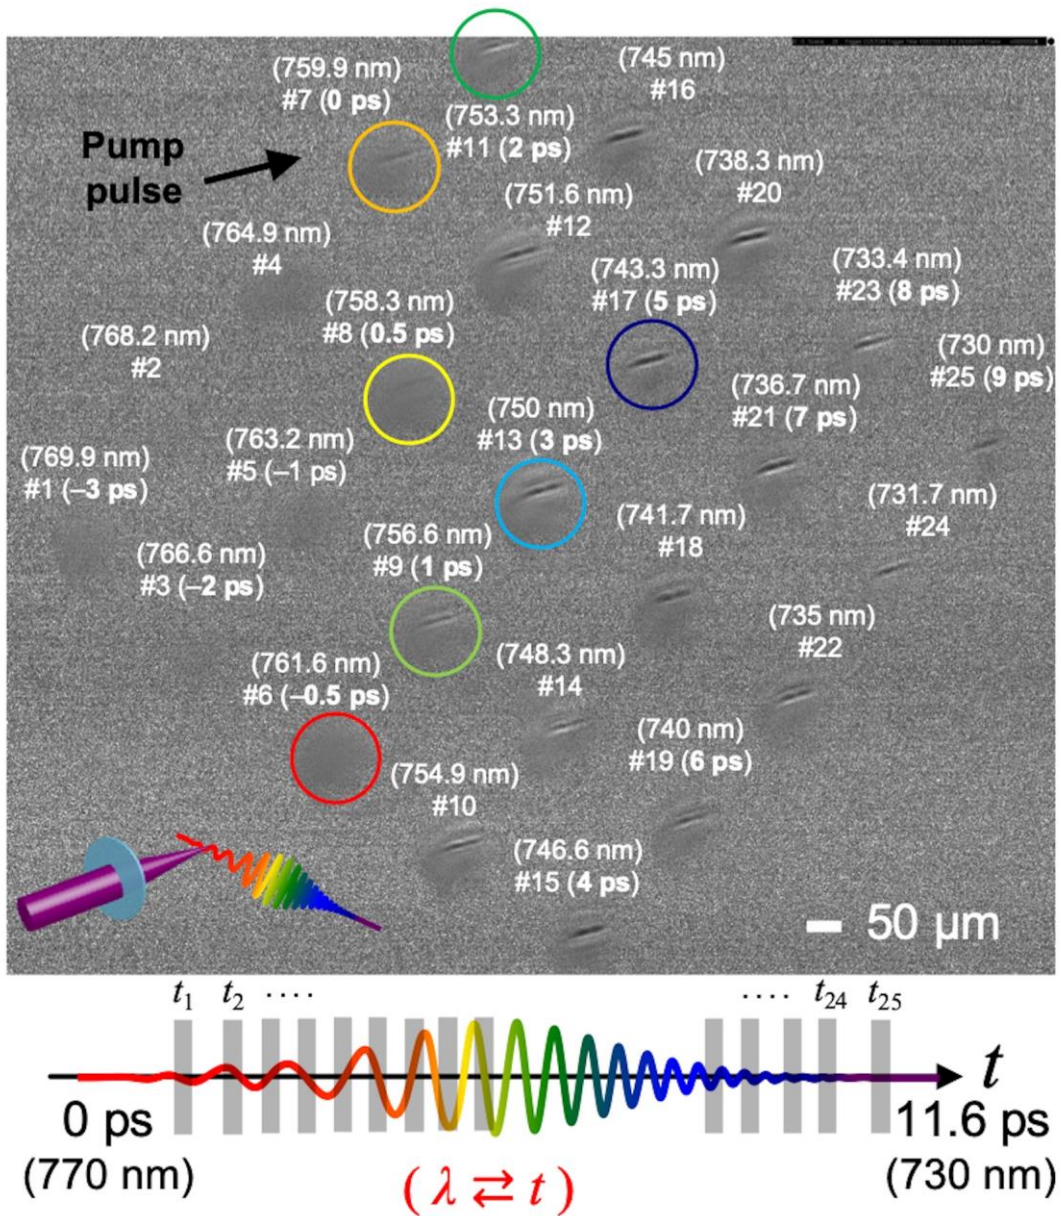 (759.9 nm)
#7 (0 ps)
(745 nm)
#16
(753.3 nm)
#11 (2 ps)
Pump
pulse
(738.3 nm)
#20
(751.6 nm)
#12
(764.9 nm)
#4
(743.3 nm)
#17 (5 ps)
(733.4 nm)
#23 (8 ps)
(758.3 nm)
#8 (0.5 ps)
(768.2 nm)
#2
(730 nm)
#25 (9 ps)
(736.7 nm)
#21 (7 ps)
(750 nm)
#13 (3 ps)
(763.2 nm)
#5 (–1 ps)
(769.9 nm)
#1 (–3 ps)
(731.7 nm)
#24
(741.7 nm)
#18
(756.6 nm)
#9 (1 ps)
(766.6 nm)
#3 (–2 ps)
(735 nm)
#22
(748.3 nm)
#14
(761.6 nm)
#6 (–0.5 ps)
(740 nm)
#19 (6 ps)
(754.9 nm)
#10
(746.6 nm)
#15 (4 ps)
50 μm
t1 t2 ···· ···· t24 t25
t
0 ps
(770 nm)
11.6 ps
(730 nm)
(λ ⇄ t)